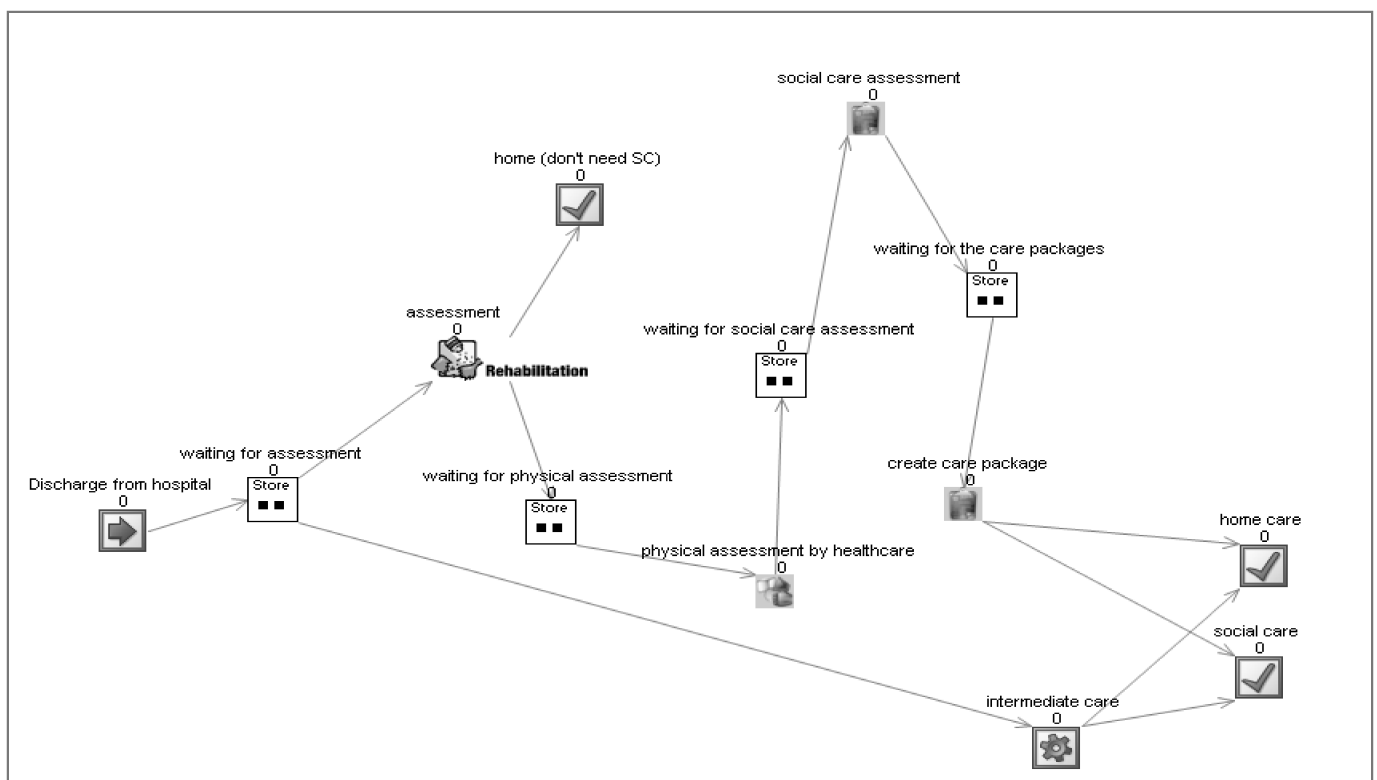 social care assessment
0
home (don't need SC)
0
waiting for the care packages
0
Store
assessment
0
Rehabilitation
waiting for social care assessment
0
Store
waiting for assessment
0
Store
Discharge from hospital
0
waiting for physical assessment
0
Store
create care package
0
home care
0
physical assessment by healthcare
0
social care
0
intermediate care
0